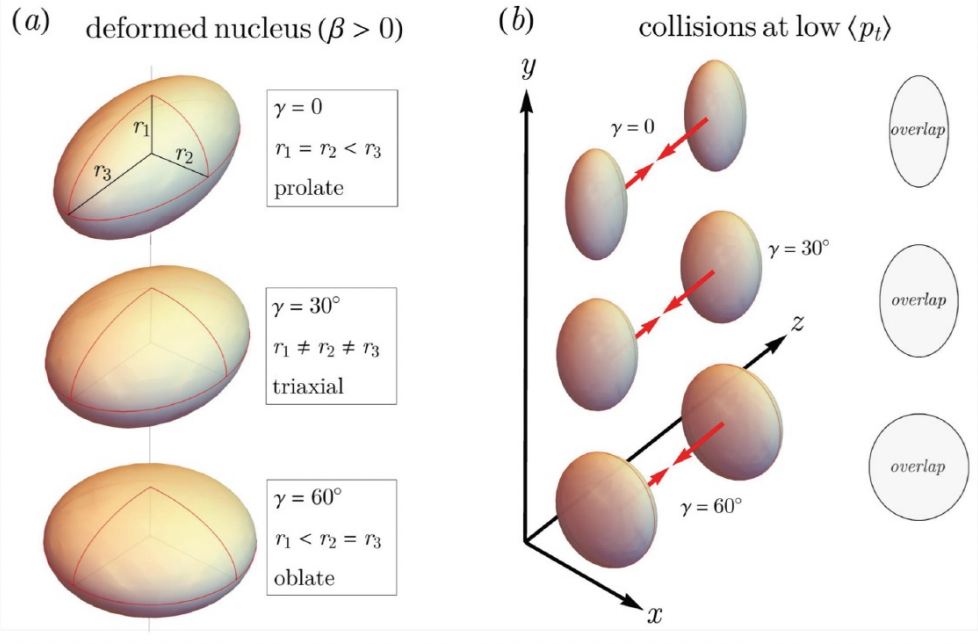 (a) deformed nucleus (β > 0)
r₁
r₂
r₃
γ = 0
r₁ = r₂ < r₃
prolate
γ = 30°
r₁ ≠ r₂ ≠ r₃
triaxial
γ = 60°
r₁ < r₂ = r₃
oblate
(b) collisions at low ⟨pₜ⟩
y
γ = 0
overlap
γ = 30°
overlap
z
γ = 60°
overlap
x